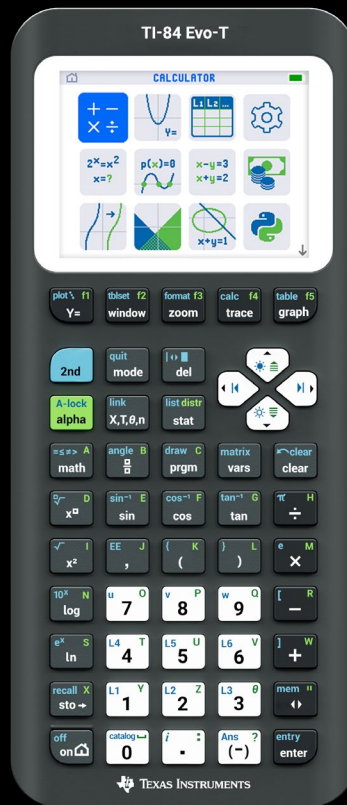 TI-84 Evo-T
CALCULATOR
+ −
× ÷
Y=
L1 L2 ...
2ˣ=x²
x=?
p(x)=0
x-y=3
x+y=2
x+y=1
plot f1 tblset f2 format f3 calc f4 table f5
Y= window zoom trace graph
quit
2nd mode del
A-lock link list distr
alpha X,T,θ,n stat
=≤≠> A angle B draw C matrix clear
math prgm vars clear
√ D sin⁻¹ E cos⁻¹ F tan⁻¹ G π H
x sin cos tan ÷
√ I EE J { K } L e M
x² , ( ) ×
10ˣ N u O v P w Q [ R
log 7 8 9 −
eˣ S L4 T L5 U L6 V ] W
ln 4 5 6 +
recall X L1 Y L2 Z L3 θ mem "
sto→ 1 2 3
off catalog i : Ans ? entry
on 0 . (-) enter
TEXAS INSTRUMENTS